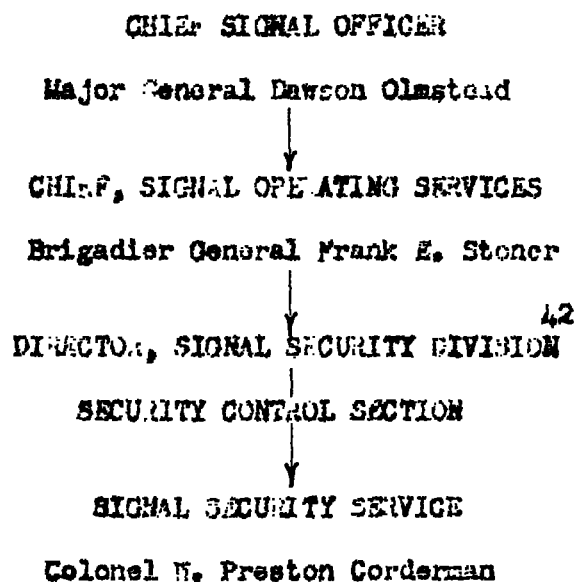 CHIEF SIGNAL OFFICER
Major General Dawson Olmstead
CHIEF, SIGNAL OPERATING SERVICES
Brigadier General Frank E. Stoner
DIRECTOR, SIGNAL SECURITY DIVISION 42
SECURITY CONTROL SECTION
SIGNAL SECURITY SERVICE
Colonel W. Preston Corderman